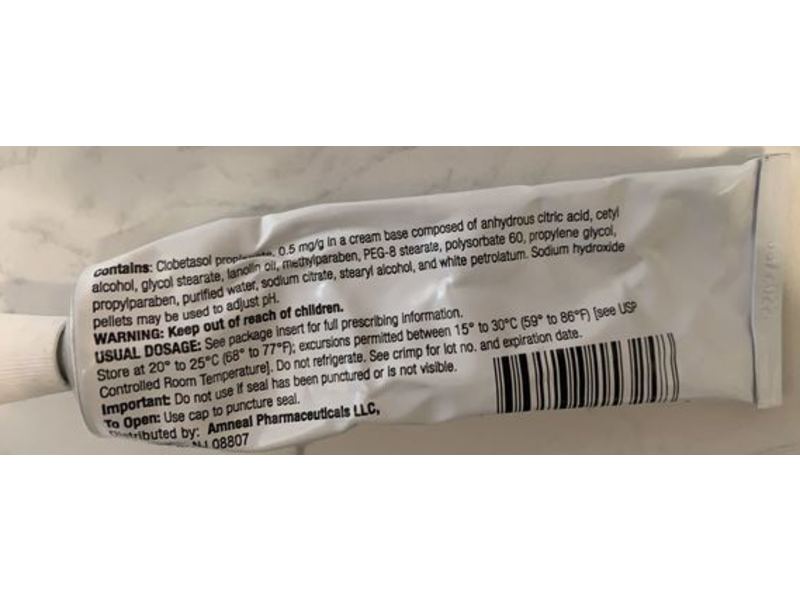 Contains: Clobetasol propionate, 0.5 mg/g in a cream base composed of anhydrous citric acid, cetyl
alcohol, glycol stearate, lanolin oil, methylparaben, PEG-8 stearate, polysorbate 60, propylene glycol,
propylparaben, purified water, sodium citrate, stearyl alcohol, and white petrolatum. Sodium hydroxide
pellets may be used to adjust pH.
WARNING: Keep out of reach of children.
USUAL DOSAGE: See package insert for full prescribing information.
Store at 20° to 25°C (68° to 77°F); excursions permitted between 15° to 30°C (59° to 86°F) [see USP
Controlled Room Temperature]. Do not refrigerate. See crimp for lot no. and expiration date.
Important: Do not use if seal has been punctured or is not visible.
To Open: Use cap to puncture seal.
Distributed by: Amneal Pharmaceuticals LLC,
NJ 08807